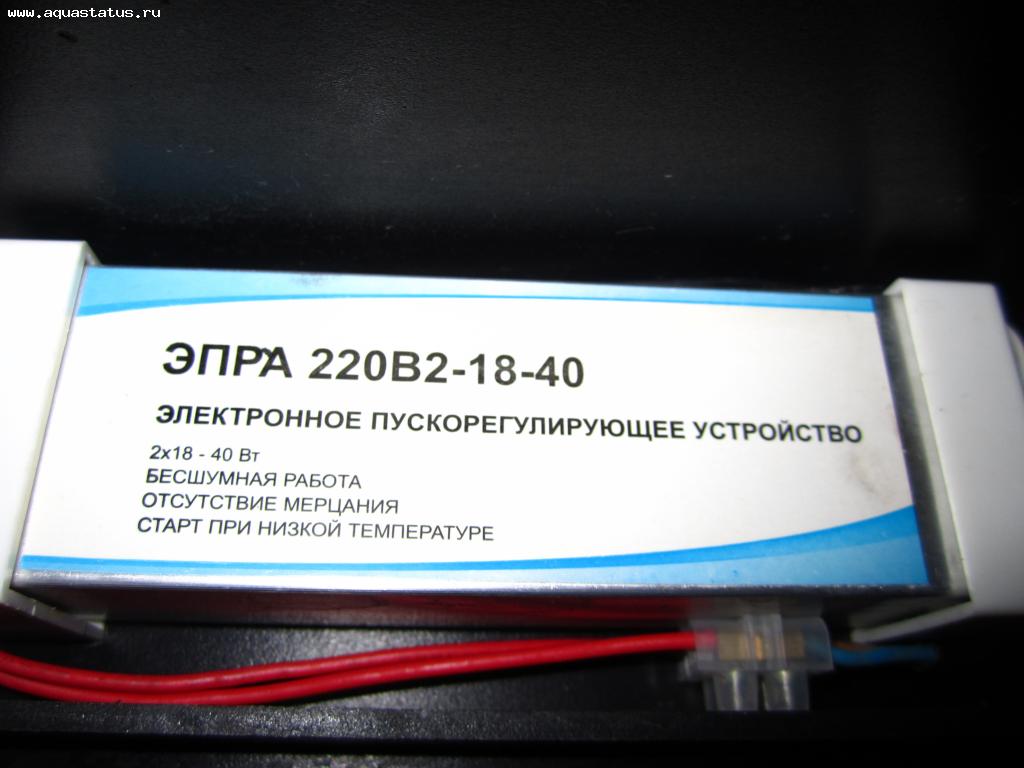 www.aquastatus.ru
ЭПРА 220В2-18-40
ЭЛЕКТРОННОЕ ПУСКОРЕГУЛИРУЮЩЕЕ УСТРОЙСТВО
2x18 - 40 Вт
БЕСШУМНАЯ РАБОТА
ОТСУТСТВИЕ МЕРЦАНИЯ
СТАРТ ПРИ НИЗКОЙ ТЕМПЕРАТУРЕ